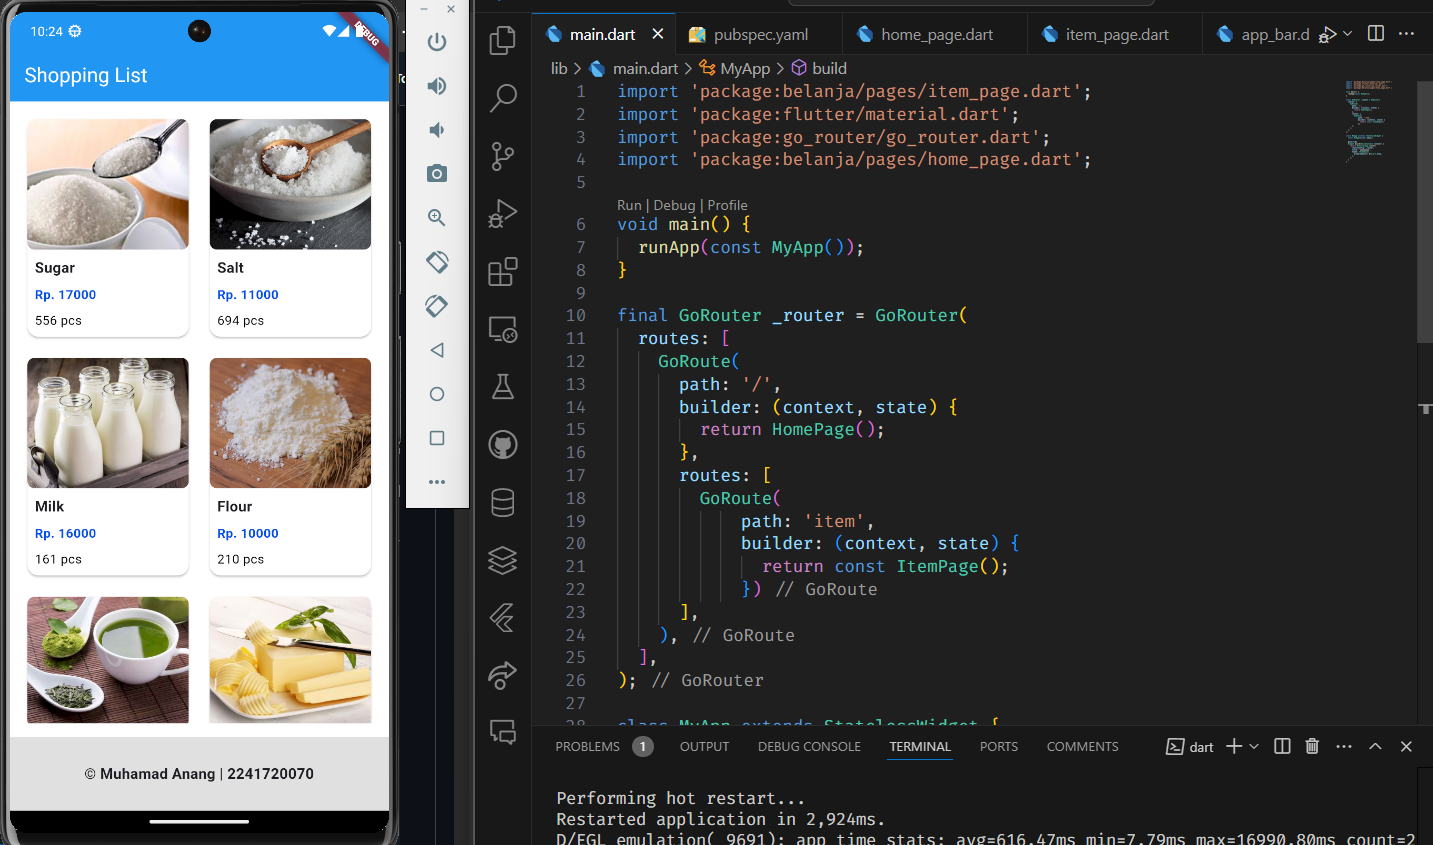 10:24
DEBUG
Shopping List
Sugar
Rp. 17000
556 pcs
Salt
Rp. 11000
694 pcs
Milk
Rp. 16000
161 pcs
Flour
Rp. 10000
210 pcs
© Muhamad Anang | 2241720070
main.dart
pubspec.yaml
home_page.dart
item_page.dart
app_bar.d
lib > main.dart > MyApp > build
1 import 'package:belanja/pages/item_page.dart';
2 import 'package:flutter/material.dart';
3 import 'package:go_router/go_router.dart';
4 import 'package:belanja/pages/home_page.dart';
5
Run | Debug | Profile
6 void main() {
7 runApp(const MyApp());
8 }
9
10 final GoRouter _router = GoRouter(
11 routes: [
12 GoRoute(
13 path: '/',
14 builder: (context, state) {
15 return HomePage();
16 },
17 routes: [
18 GoRoute(
19 path: 'item',
20 builder: (context, state) {
21 return const ItemPage();
22 }) // GoRoute
23 ],
24 ), // GoRoute
25 ],
26 ); // GoRouter
27
28 class MyApp extends StatelessWidget {
PROBLEMS 1 OUTPUT DEBUG CONSOLE TERMINAL PORTS COMMENTS
dart
Performing hot restart...
Restarted application in 2,924ms.
D/EGL_emulation( 9691): app_time_stats: avg=616.47ms min=7.79ms max=16990.80ms count=2